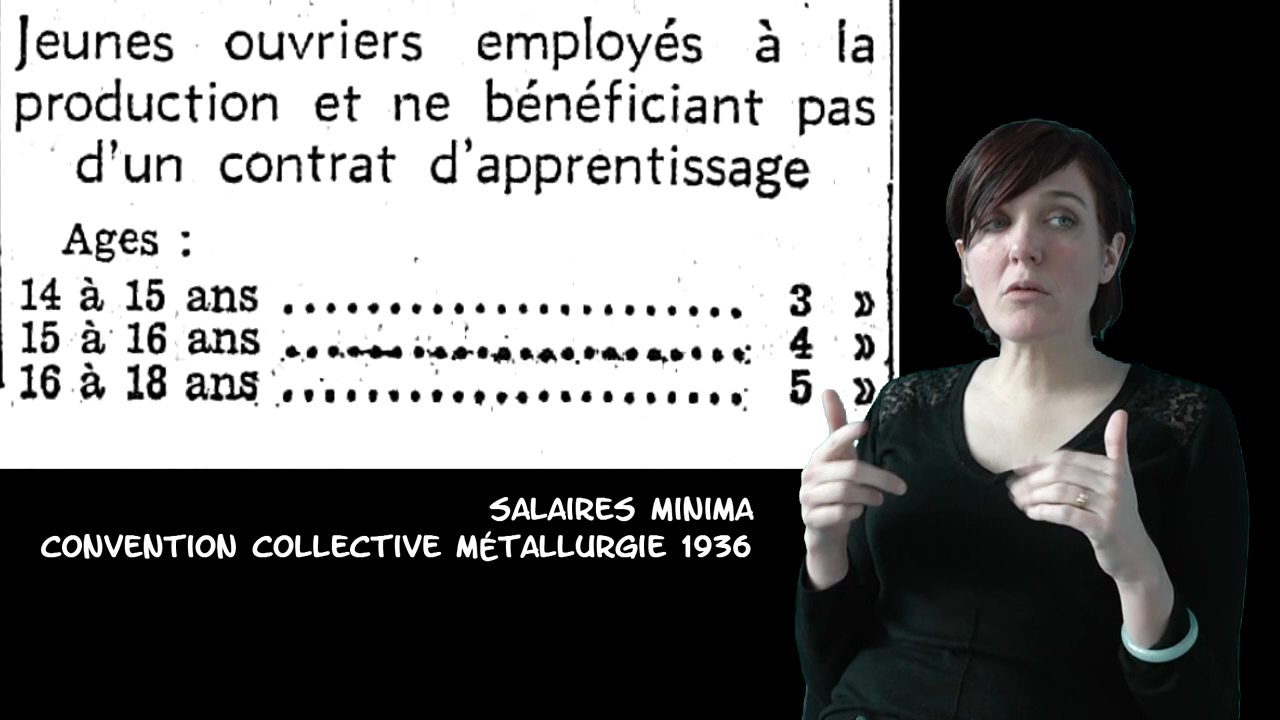 Jeunes ouvriers employés à la
production et ne bénéficiant pas
d'un contrat d'apprentissage
Ages :
14 à 15 ans .................... 3 »
15 à 16 ans .................... 4 »
16 à 18 ans .................... 5 »
SALAIRES MINIMA
CONVENTION COLLECTIVE MÉTALLURGIE 1936